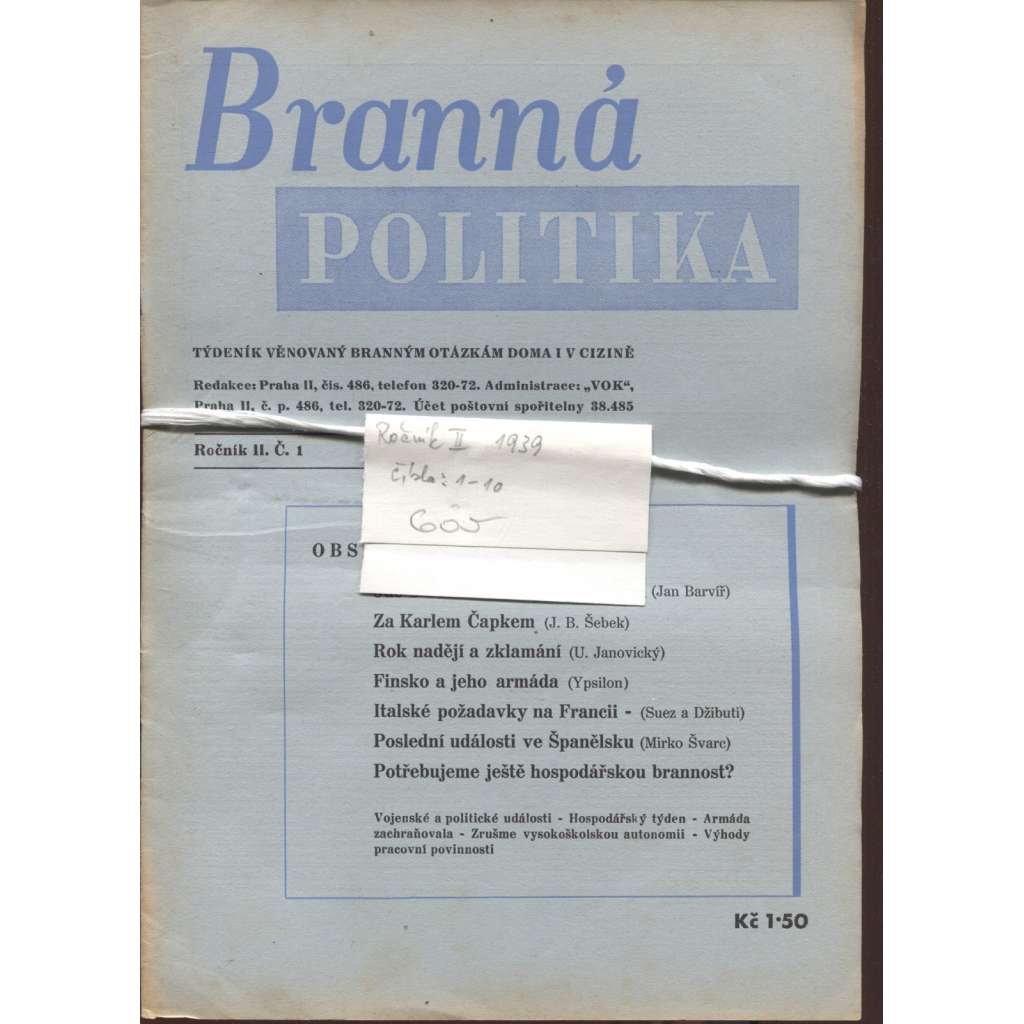 Branná
POLITIKA
TÝDENÍK VĚNOVANÝ BRANNÝM OTÁZKÁM DOMA I V CIZINĚ
Redakce: Praha II, čís. 486, telefon 320-72. Administrace: „VOK“,
Praha II, č. p. 486, tel. 320-72. Účet poštovní spořitelny 38.485
Ročník II. Č. 1
Ročník II 1939
čísla: 1-10
OBS
(Jan Barvíř)
Za Karlem Čapkem (J. B. Šebek)
Rok nadějí a zklamání (U. Janovický)
Finsko a jeho armáda (Ypsilon)
Italské požadavky na Francii - (Suez a Džibuti)
Poslední události ve Španělsku (Mirko Švarc)
Potřebujeme ještě hospodářskou brannost?
Vojenské a politické události - Hospodářský týden - Armáda
zachraňovala - Zrušme vysokoškolskou autonomii - Výhody
pracovní povinnosti
Kč 1·50